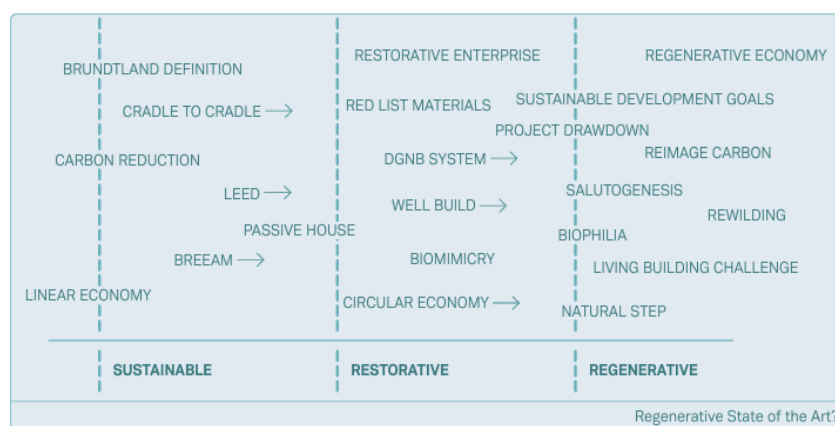 RESTORATIVE ENTERPRISE
REGENERATIVE ECONOMY
BRUNDTLAND DEFINITION
SUSTAINABLE DEVELOPMENT GOALS
CRADLE TO CRADLE →
RED LIST MATERIALS
PROJECT DRAWDOWN
CARBON REDUCTION
DGNB SYSTEM →
REIMAGE CARBON
LEED →
SALUTOGENESIS
WELL BUILD →
REWILDING
PASSIVE HOUSE
BIOPHILIA
BREEAM →
BIOMIMICRY
LIVING BUILDING CHALLENGE
LINEAR ECONOMY
CIRCULAR ECONOMY →
NATURAL STEP
SUSTAINABLE
RESTORATIVE
REGENERATIVE
Regenerative State of the Art?